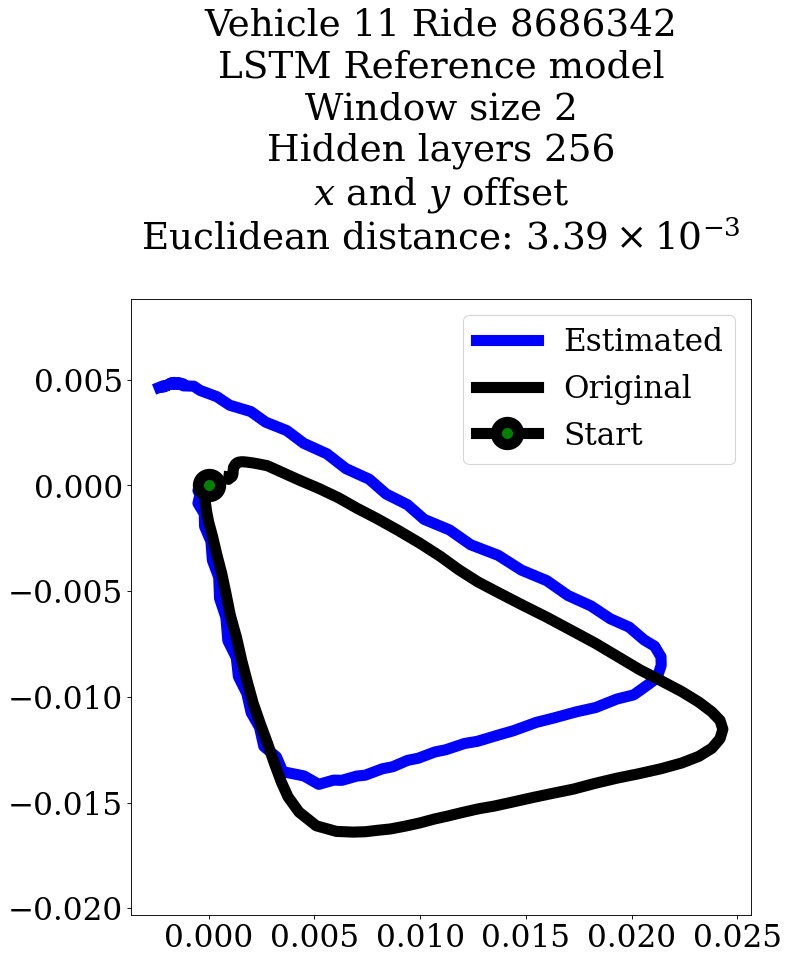 Vehicle 11 Ride 8686342
LSTM Reference model
Window size 2
Hidden layers 256
x and y offset
Euclidean distance: 3.39 × 10⁻³
Estimated
Original
Start
0.005
0.000
−0.005
−0.010
−0.015
−0.020
0.000 0.005 0.010 0.015 0.020 0.025